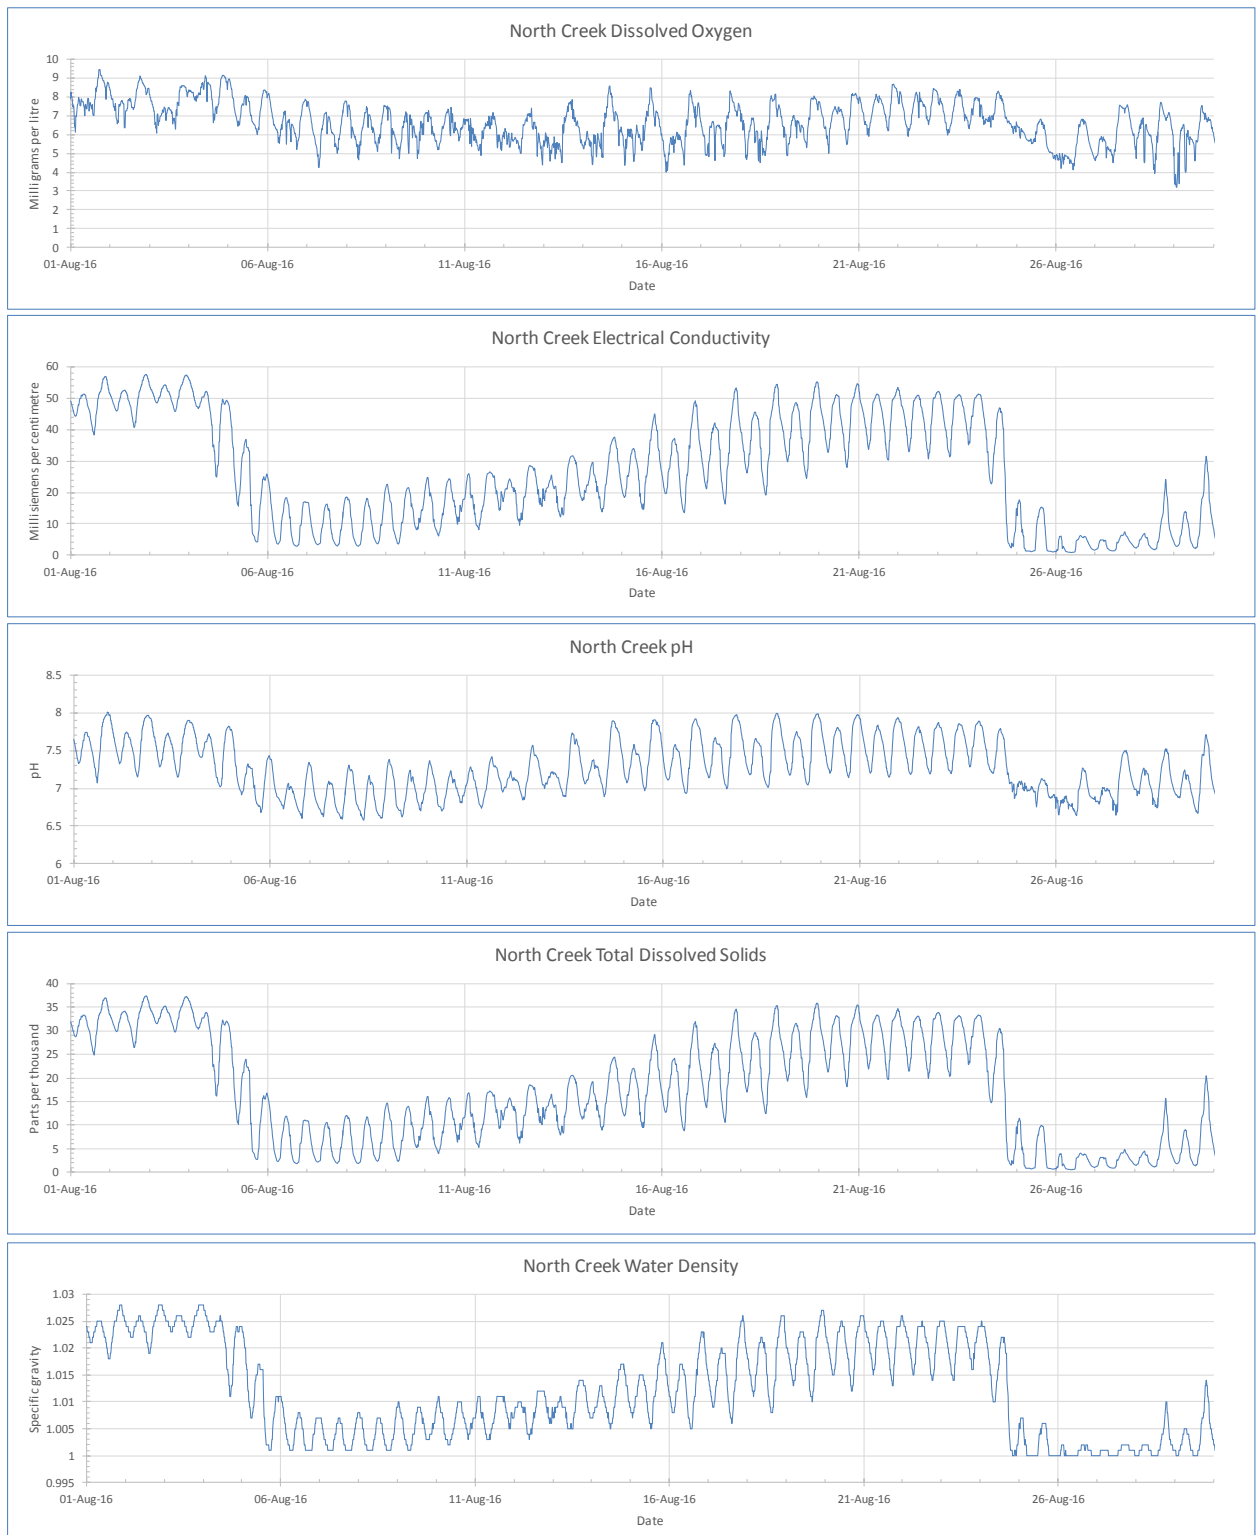 North Creek Dissolved Oxygen
Milligrams per litre
10
9
8
7
6
5
4
3
2
1
0
01-Aug-16 06-Aug-16 11-Aug-16 16-Aug-16 21-Aug-16 26-Aug-16
Date
North Creek Electrical Conductivity
Milli siemens per centimetre
60
50
40
30
20
10
0
01-Aug-16 06-Aug-16 11-Aug-16 16-Aug-16 21-Aug-16 26-Aug-16
Date
North Creek pH
pH
8.5
8
7.5
7
6.5
6
01-Aug-16 06-Aug-16 11-Aug-16 16-Aug-16 21-Aug-16 26-Aug-16
Date
North Creek Total Dissolved Solids
Parts per thousand
40
35
30
25
20
15
10
5
0
01-Aug-16 06-Aug-16 11-Aug-16 16-Aug-16 21-Aug-16 26-Aug-16
Date
North Creek Water Density
Specific gravity
1.03
1.025
1.02
1.015
1.01
1.005
1
0.995
01-Aug-16 06-Aug-16 11-Aug-16 16-Aug-16 21-Aug-16 26-Aug-16
Date